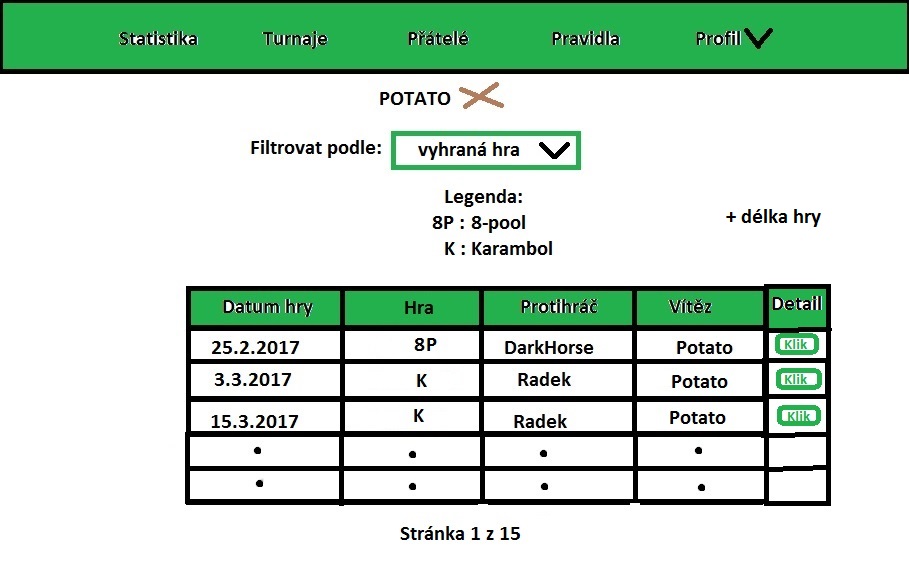 Statistika Turnaje Přátelé Pravidla Profil
POTATO
Filtrovat podle: vyhraná hra
Legenda:
8P : 8-pool
+ délka hry
K : Karambol
Datum hry Hra Protihráč Vítěz Detail
25.2.2017 8P DarkHorse Potato Klik
3.3.2017 K Radek Potato Klik
15.3.2017 K Radek Potato Klik
Stránka 1 z 15